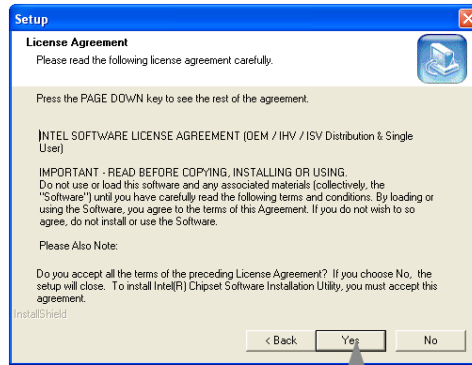 Setup
License Agreement
Please read the following license agreement carefully.
Press the PAGE DOWN key to see the rest of the agreement.
INTEL SOFTWARE LICENSE AGREEMENT (OEM / IHV / ISV Distribution & Single
User)
IMPORTANT - READ BEFORE COPYING, INSTALLING OR USING.
Do not use or load this software and any associated materials (collectively, the
"Software") until you have carefully read the following terms and conditions. By loading or
using the Software, you agree to the terms of this Agreement. If you do not wish to so
agree, do not install or use the Software.
Please Also Note:
Do you accept all the terms of the preceding License Agreement? If you choose No, the
setup will close. To install Intel(R) Chipset Software Installation Utility, you must accept this
agreement.
InstallShield
< Back Yes No